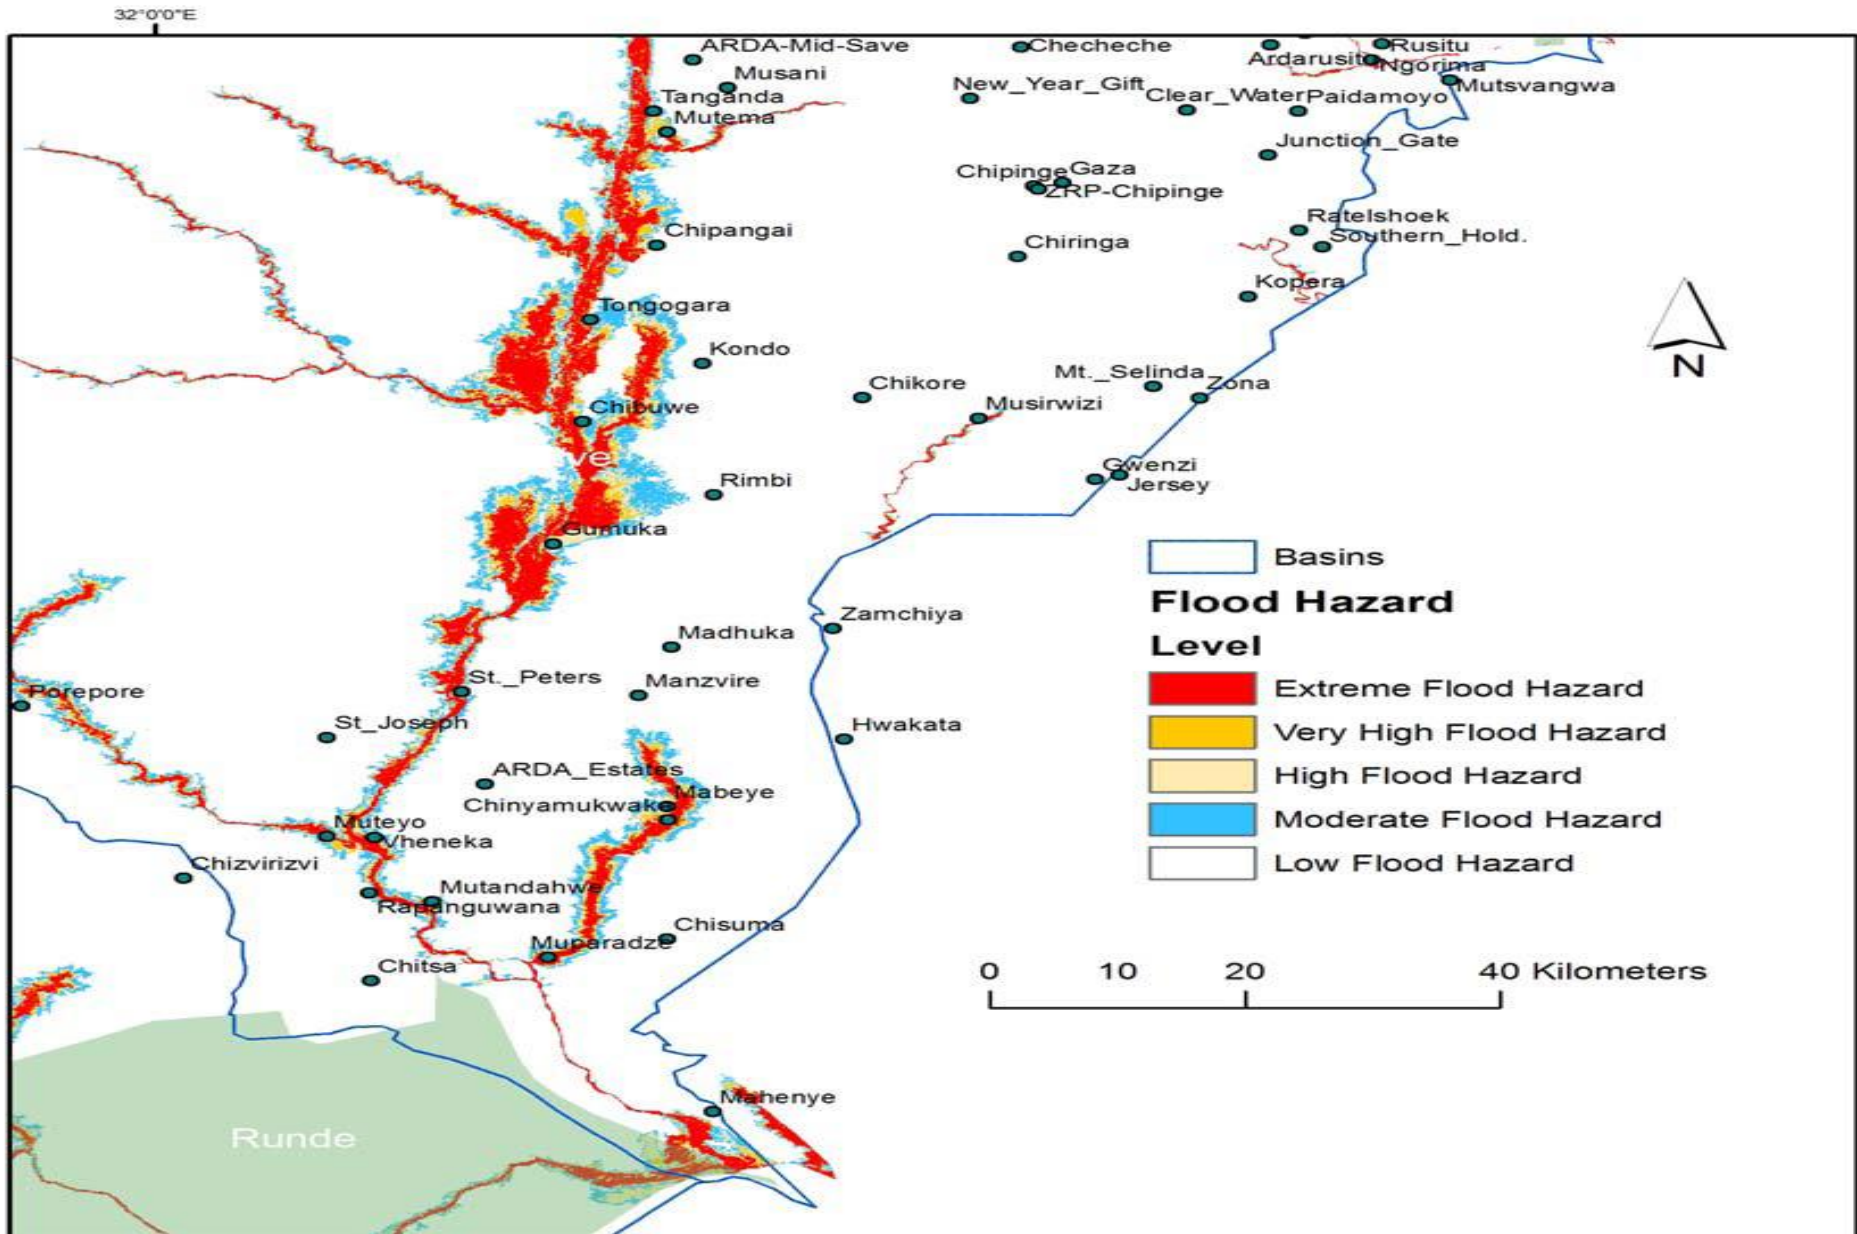 32°0'0"E
ARDA-Mid-Save
Checheche
Rusitu
Ardarusitu
Ngorima
Musani
New_Year_Gift
Mutsvangwa
Tanganda
Clear_Water
Paidamoyo
Mutema
Junction_Gate
Chipinge
Gaza
ZRP-Chipinge
Ratelshoek
Chipangai
Southern_Hold.
Chiringa
Kopera
Tongogara
Kondo
N
Mt._Selinda
Zona
Chikore
Musirwizi
Chibuwe
ve
Gwenzi
Rimbi
Jersey
Gumuka
Basins
Flood Hazard
Zamchiya
Madhuka
Level
St._Peters
Manzvire
Extreme Flood Hazard
Porepore
St_Joseph
Hwakata
Very High Flood Hazard
ARDA_Estates
High Flood Hazard
Mabeye
Chinyamukwaka
Muteyo
Moderate Flood Hazard
Vheneka
Chizvirizvi
Low Flood Hazard
Mutandahwe
Rapanguwana
Chisuma
Muparadze
Chitsa
0 10 20 40 Kilometers
Mahenye
Runde